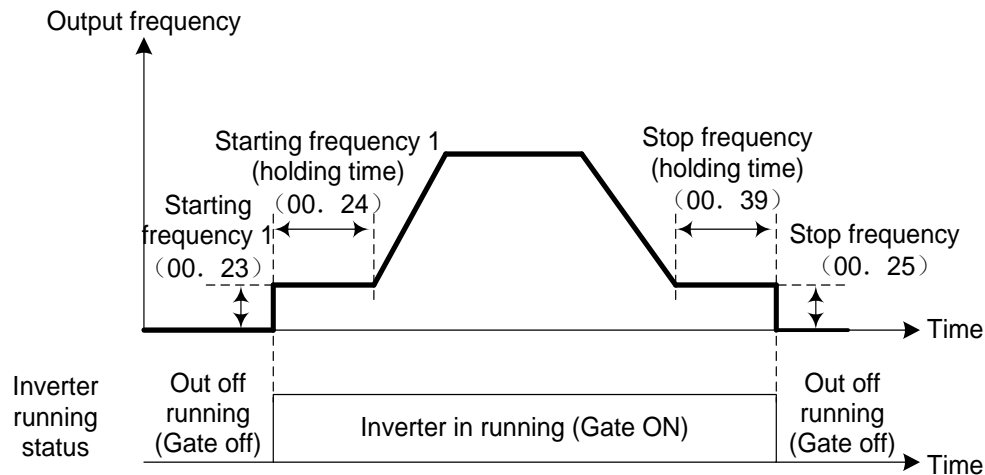 Output frequency
Starting frequency 1
(holding time)
(00. 24)
Stop frequency
(holding time)
(00. 39)
Starting
frequency 1
(00. 23)
Stop frequency
(00. 25)
Time
Inverter
running
status
Out off
running
(Gate off)
Inverter in running (Gate ON)
Out off
running
(Gate off)
Time